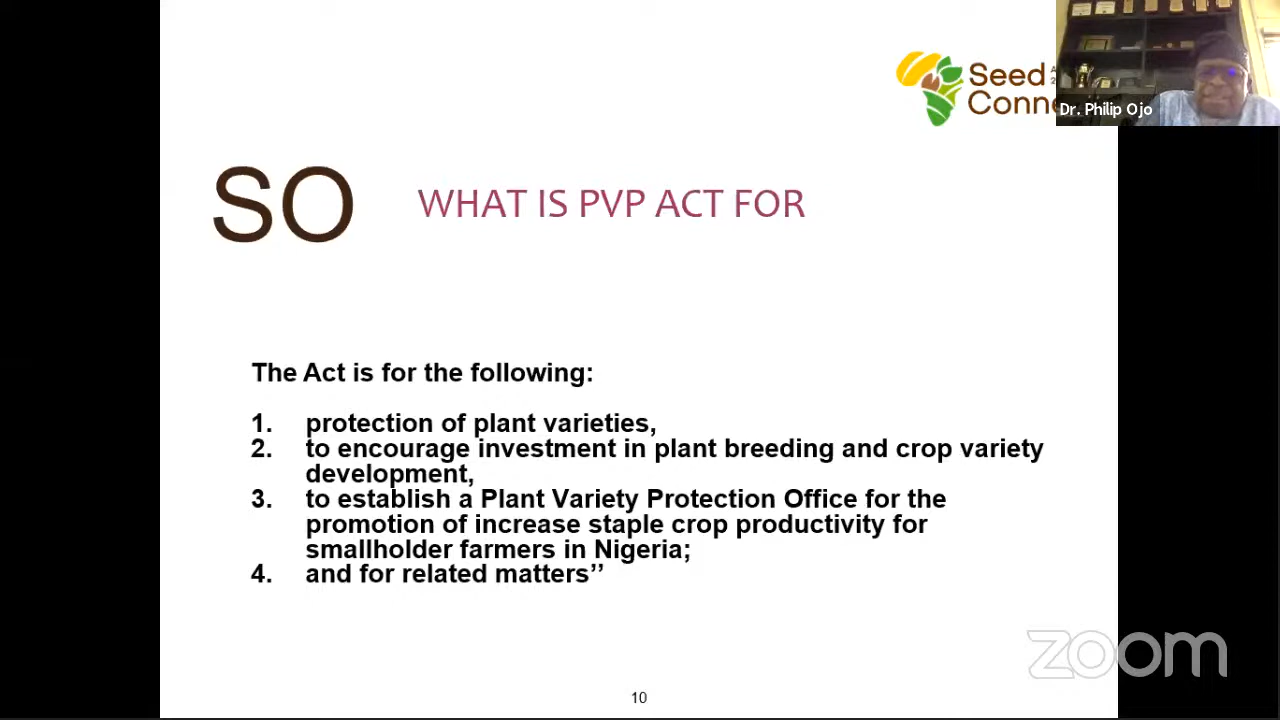 Seed
Conne
Dr. Philip Ojo
SO WHAT IS PVP ACT FOR
The Act is for the following:
1. protection of plant varieties,
2. to encourage investment in plant breeding and crop variety
development,
3. to establish a Plant Variety Protection Office for the
promotion of increase staple crop productivity for
smallholder farmers in Nigeria;
4. and for related matters’’
zoom
10